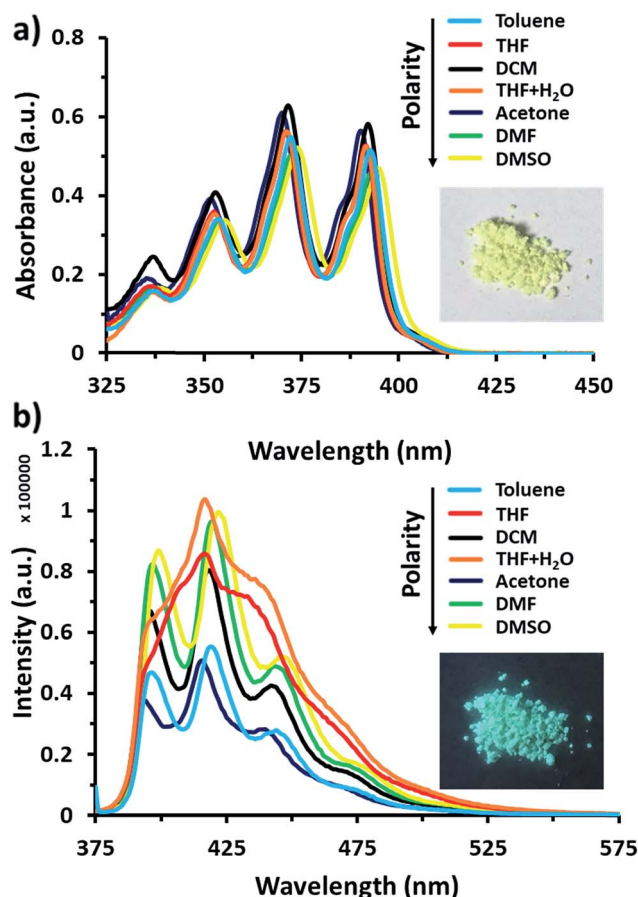 a)
Absorbance (a.u.)
0.8
0.6
0.4
0.2
0
325 350 375 400 425 450
Wavelength (nm)
Polarity
Toluene
THF
DCM
THF+H₂O
Acetone
DMF
DMSO
b)
x 100000
Intensity (a.u.)
1.2
1
0.8
0.6
0.4
0.2
0
375 425 475 525 575
Wavelength (nm)
Polarity
Toluene
THF
DCM
THF+H₂O
Acetone
DMF
DMSO